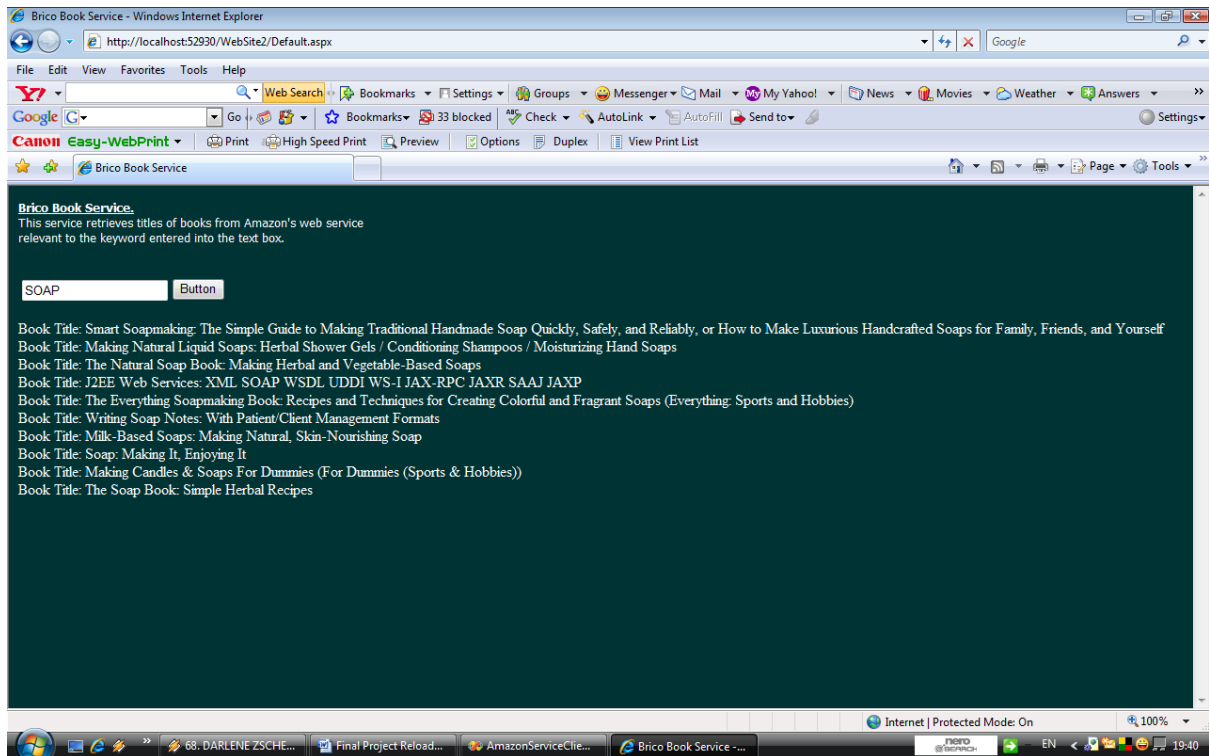 Brico Book Service - Windows Internet Explorer
http://localhost:52930/WebSite2/Default.aspx
Google
File Edit View Favorites Tools Help
Y! Web Search Bookmarks Settings Groups Messenger Mail My Yahoo! News Movies Weather Answers »
Google G Go Bookmarks 33 blocked Check AutoLink AutoFill Send to Settings
Canon Easy-WebPrint Print High Speed Print Preview Options Duplex View Print List
Brico Book Service Page Tools »
Brico Book Service.
This service retrieves titles of books from Amazon's web service
relevant to the keyword entered into the text box.
SOAP Button
Book Title: Smart Soapmaking: The Simple Guide to Making Traditional Handmade Soap Quickly, Safely, and Reliably, or How to Make Luxurious Handcrafted Soaps for Family, Friends, and Yourself
Book Title: Making Natural Liquid Soaps: Herbal Shower Gels / Conditioning Shampoos / Moisturizing Hand Soaps
Book Title: The Natural Soap Book: Making Herbal and Vegetable-Based Soaps
Book Title: J2EE Web Services: XML SOAP WSDL UDDI WS-I JAX-RPC JAXR SAAJ JAXP
Book Title: The Everything Soapmaking Book: Recipes and Techniques for Creating Colorful and Fragrant Soaps (Everything: Sports and Hobbies)
Book Title: Writing Soap Notes: With Patient/Client Management Formats
Book Title: Milk-Based Soaps: Making Natural, Skin-Nourishing Soap
Book Title: Soap: Making It, Enjoying It
Book Title: Making Candles & Soaps For Dummies (For Dummies (Sports & Hobbies))
Book Title: The Soap Book: Simple Herbal Recipes
Internet | Protected Mode: On 100%
» 68. DARLENE ZSCHE... Final Project Reload... AmazonServiceClie... Brico Book Service -... nero SEARCH EN 19:40